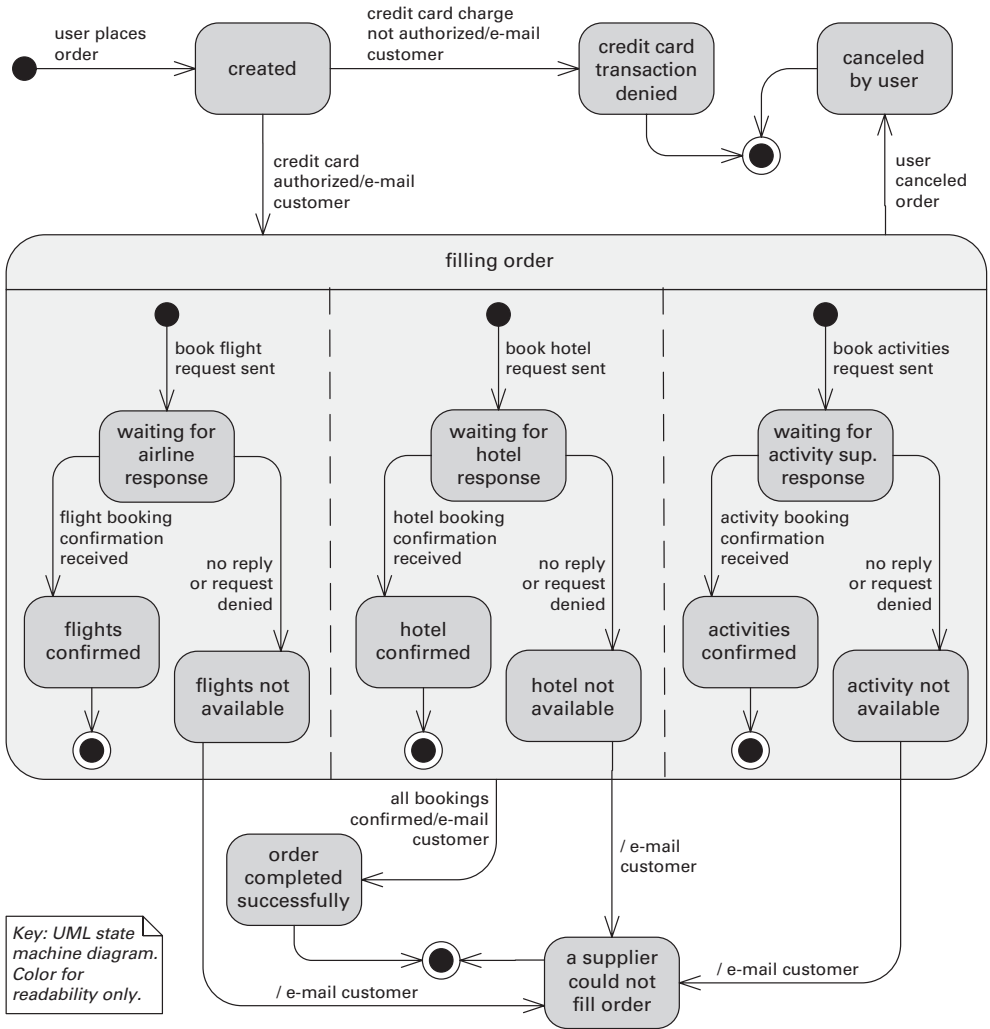 user places
order
created
credit card charge
not authorized/e-mail
customer
credit card
transaction
denied
canceled
by user
credit card
authorized/e-mail
customer
user
canceled
order
filling order
book flight
request sent
waiting for
airline
response
flight booking
confirmation
received
no reply
or request
denied
flights
confirmed
flights not
available
book hotel
request sent
waiting for
hotel
response
hotel booking
confirmation
received
no reply
or request
denied
hotel
confirmed
hotel not
available
book activities
request sent
waiting for
activity sup.
response
activity booking
confirmation
received
no reply
or request
denied
activities
confirmed
activity not
available
all bookings
confirmed/e-mail
customer
order
completed
successfully
/ e-mail
customer
a supplier
could not
fill order
/ e-mail customer
/ e-mail customer
Key: UML state
machine diagram.
Color for
readability only.